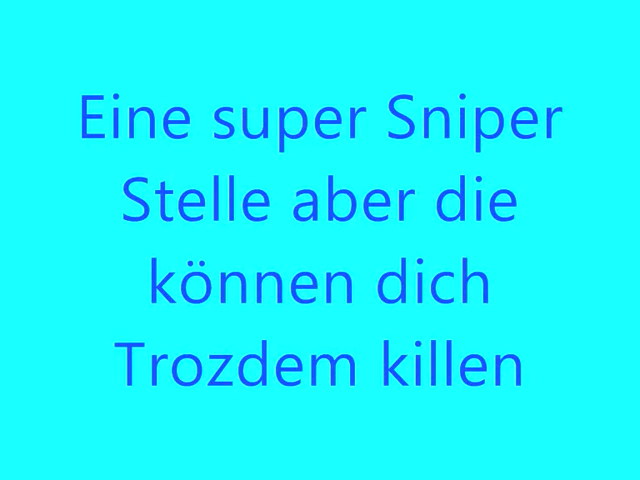 Eine super Sniper
Stelle aber die
können dich
Trozdem killen